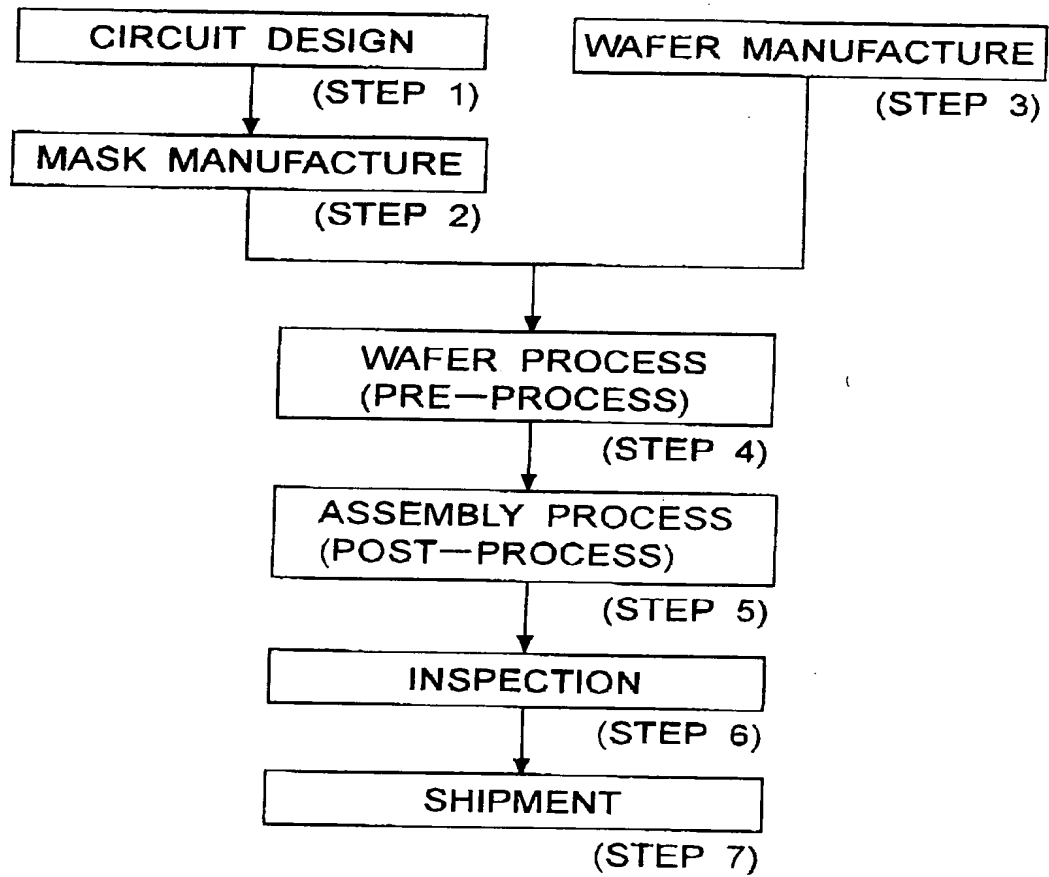 CIRCUIT DESIGN
(STEP 1)
MASK MANUFACTURE
(STEP 2)
WAFER MANUFACTURE
(STEP 3)
WAFER PROCESS
(PRE—PROCESS)
(STEP 4)
ASSEMBLY PROCESS
(POST—PROCESS)
(STEP 5)
INSPECTION
(STEP 6)
SHIPMENT
(STEP 7)